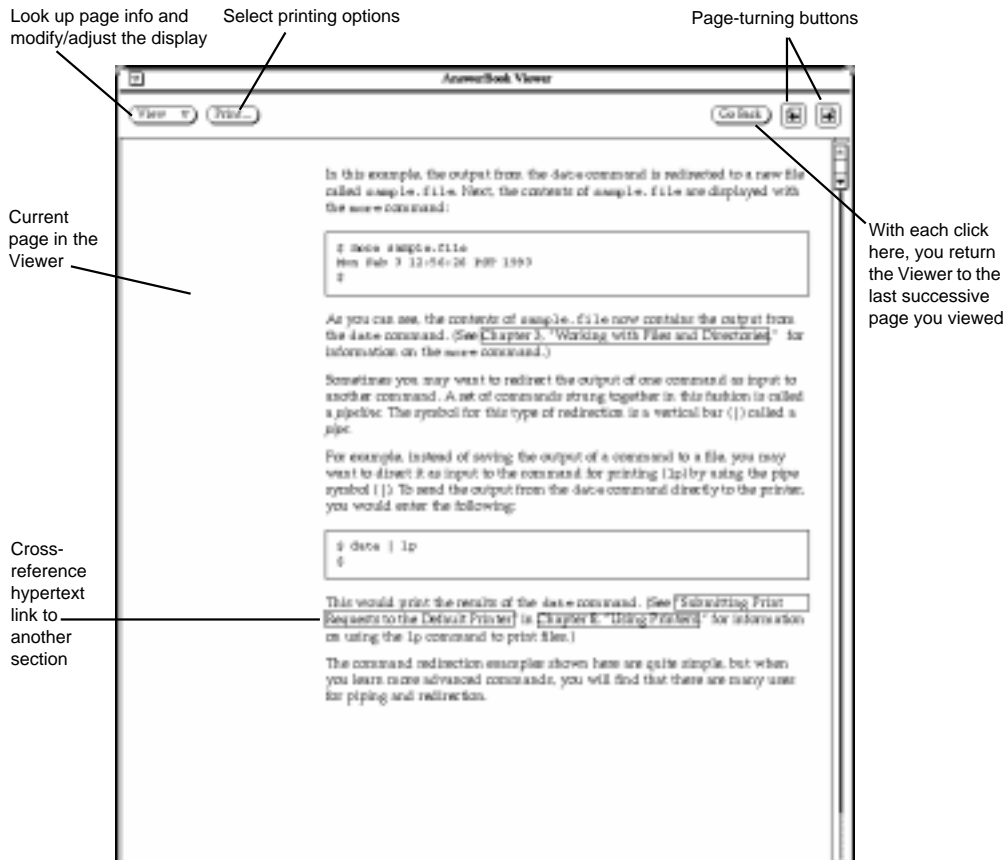 Look up page info and
modify/adjust the display
Select printing options
Page-turning buttons
AnswerBook Viewer
View
Print...
Go Back
Current
page in the
Viewer
With each click
here, you return
the Viewer to the
last successive
page you viewed
In this example, the output from the date command is redirected to a new file
called sample.file. Next, the contents of sample.file are displayed with
the more command:
$ more sample.file
Mon Feb 12:56:26 1993
$
As you can see, the contents of sample.file now contains the output from
the date command. (See Chapter 3, "Working with Files and Directories," for
information on the more command.)
Sometimes you may want to redirect the output of one command as input to
another command. A set of commands strung together in this fashion is called
a pipeline. The symbol for this type of redirection is a vertical bar (|) called a
pipe.
For example, instead of saving the output of a command to a file, you may
want to direct it as input to the command for printing (lp) by using the pipe
symbol (|). To send the output from the date command directly to the printer,
you would enter the following:
$ date | lp
$
Cross-
reference
hypertext
link to
another
section
This would print the results of the date command. (See "Submitting Print
Requests to the Default Printer" in Chapter 8, "Using Printers," for information
on using the lp command to print files.)
The command redirection examples shown here are quite simple, but when
you learn more advanced commands, you will find that there are many uses
for piping and redirection.